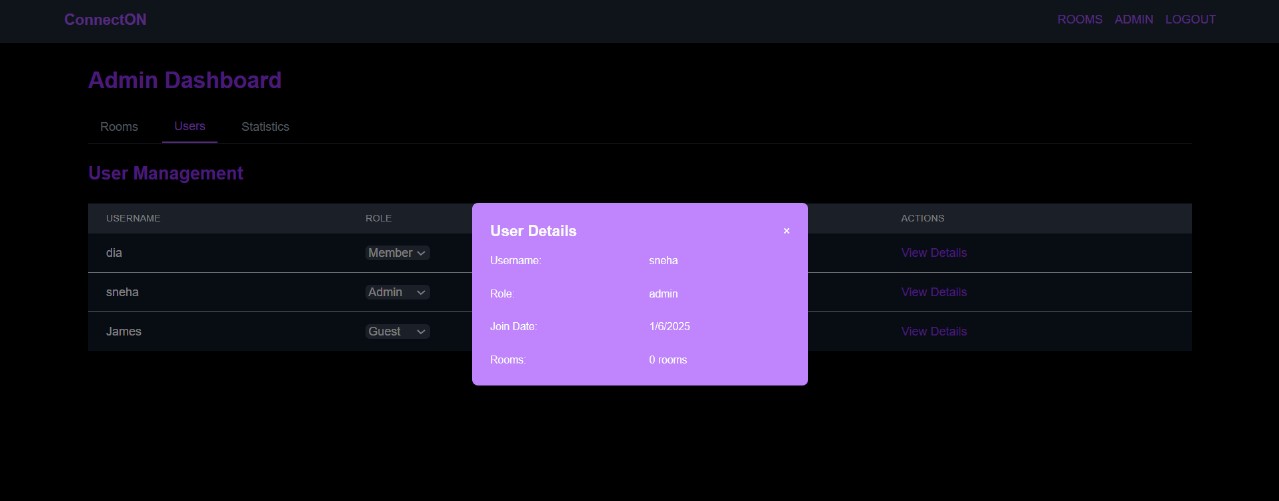 ConnectON
ROOMS ADMIN LOGOUT
Admin Dashboard
Rooms Users Statistics
User Management
USERNAME ROLE ACTIONS
dia Member View Details
sneha Admin View Details
James Guest View Details
User Details ×
Username: sneha
Role: admin
Join Date: 1/6/2025
Rooms: 0 rooms